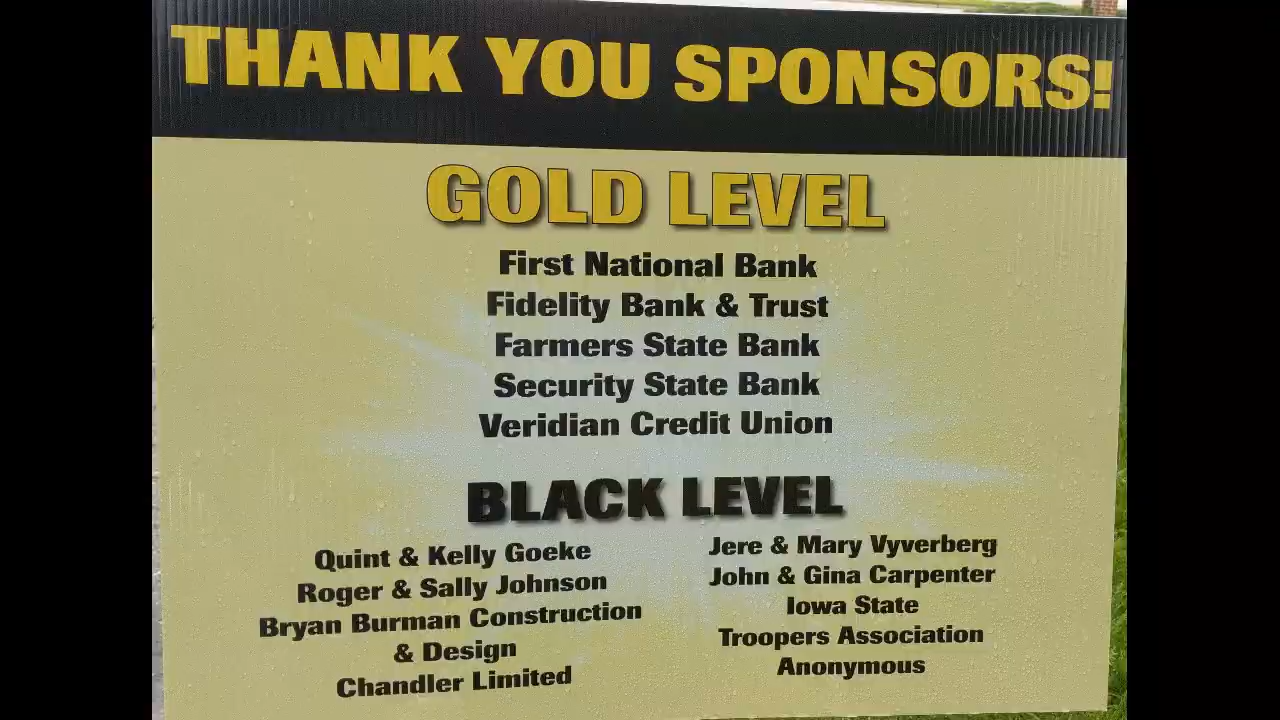 THANK YOU SPONSORS!
GOLD LEVEL
First National Bank
Fidelity Bank & Trust
Farmers State Bank
Security State Bank
Veridian Credit Union
BLACK LEVEL
Quint & Kelly Goeke
Roger & Sally Johnson
Bryan Burman Construction
& Design
Chandler Limited
Jere & Mary Vyverberg
John & Gina Carpenter
Iowa State
Troopers Association
Anonymous